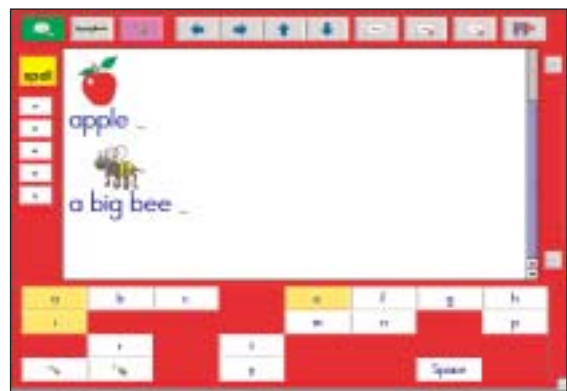 spell
apple _
a big bee _
a b c e f g h
i m n p
r t
Space